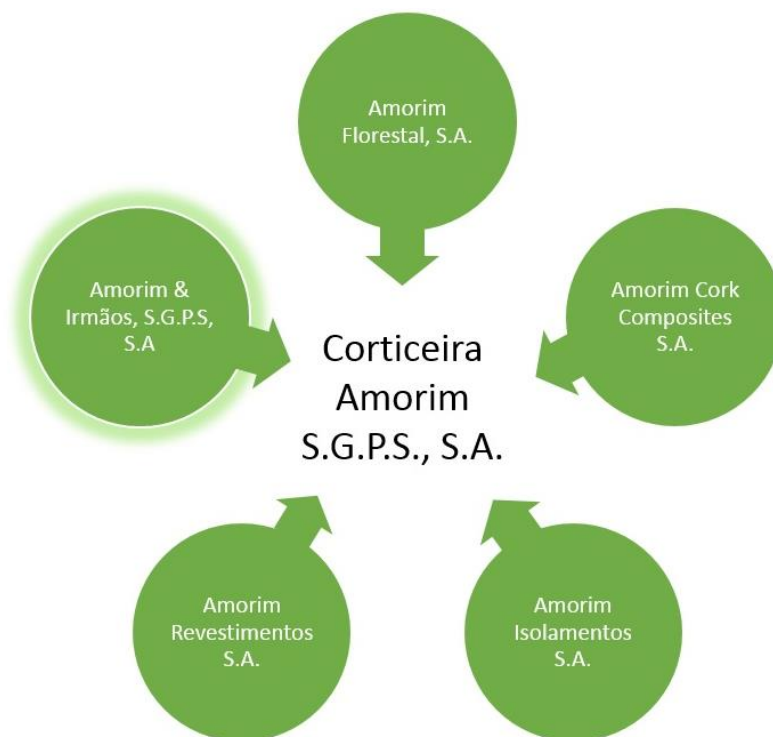 Amorim
Florestal, S.A.
Amorim &
Irmãos, S.G.P.S,
S.A
Amorim Cork
Composites
S.A.
Corticeira
Amorim
S.G.P.S., S.A.
Amorim
Revestimentos
S.A.
Amorim
Isolamentos
S.A.